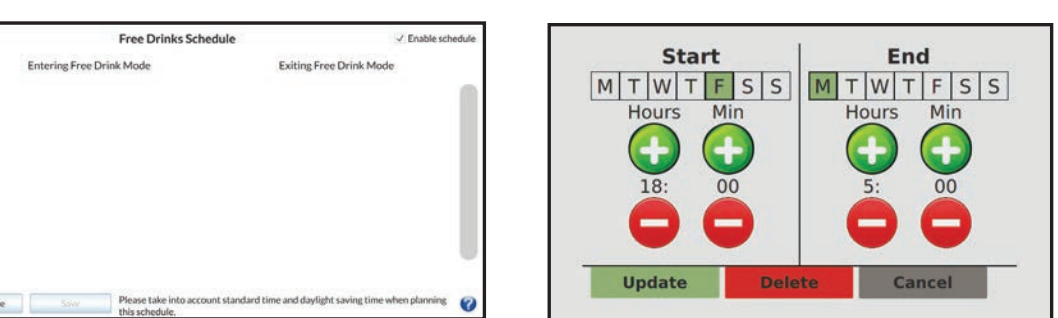 Free Drinks Schedule
✓ Enable schedule
Entering Free Drink Mode Exiting Free Drink Mode
Save
Please take into account standard time and daylight saving time when planning
this schedule.
?
Start End
M T W T F S S M T W T F S S
Hours Min Hours Min
18: 00 5: 00
Update Delete Cancel